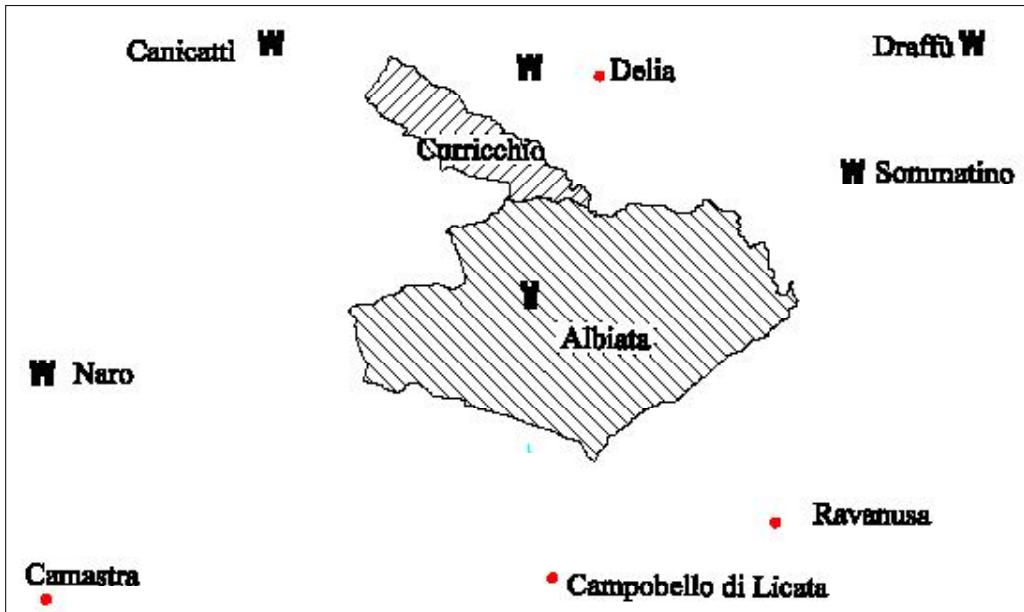 Canicattì
Draffù
Delia
Curricchio
Sommatino
Albiata
Naro
Ravanusa
Camastra
Campobello di Licata